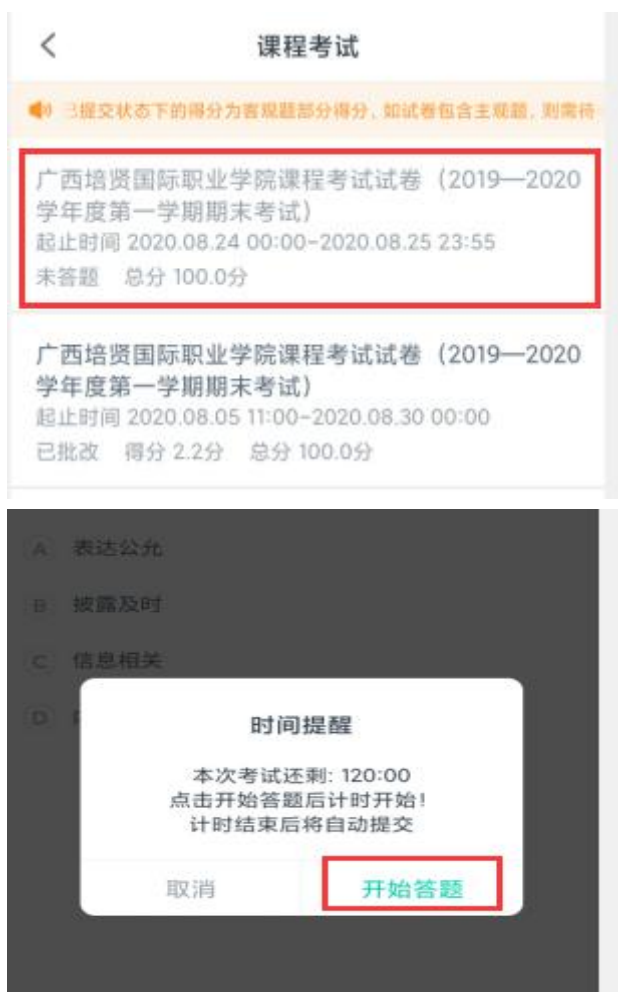 课程考试
已提交状态下的得分为客观题部分得分，如试卷包含主观题，则需待
广西培贤国际职业学院课程考试试卷（2019—2020
学年度第一学期期末考试）
起止时间 2020.08.24 00:00-2020.08.25 23:55
未答题 总分 100.0分
广西培贤国际职业学院课程考试试卷（2019—2020
学年度第一学期期末考试）
起止时间 2020.08.05 11:00-2020.08.30 00:00
已批改 得分 2.2分 总分 100.0分
A 表达公允
B 披露及时
C 信息相关
D
时间提醒
本次考试还剩: 120:00
点击开始答题后计时开始!
计时结束后将自动提交
取消 开始答题